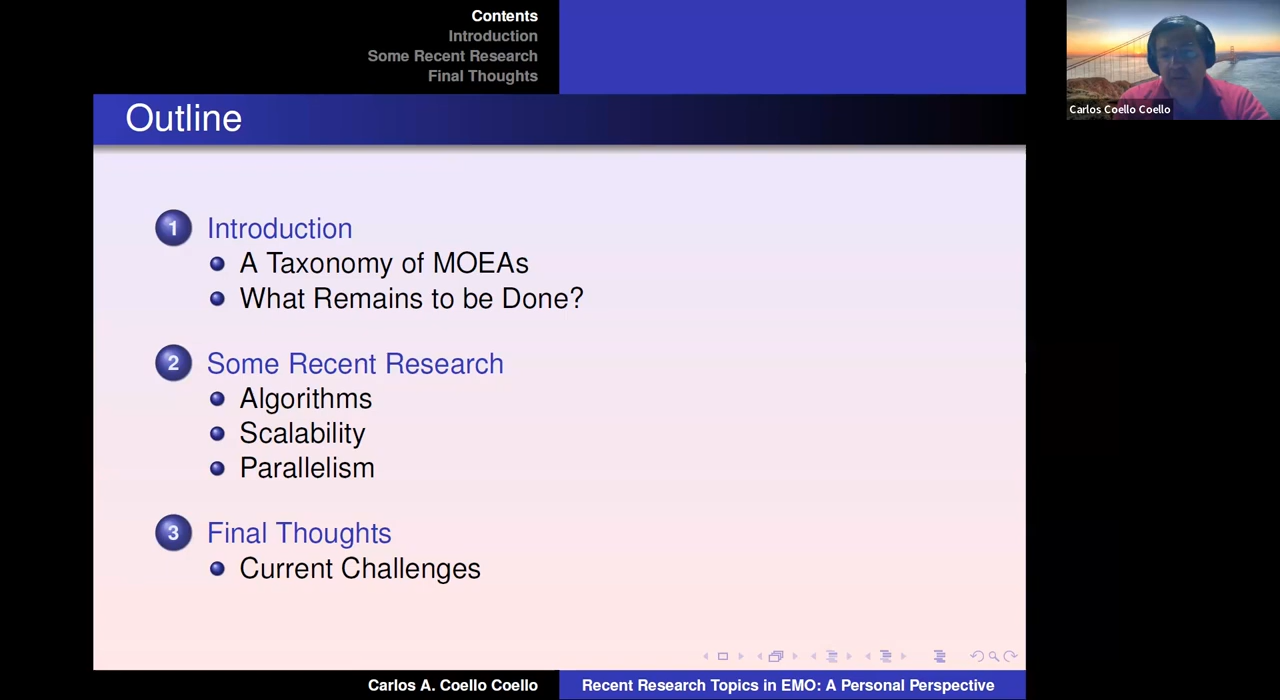 Contents
Introduction
Some Recent Research
Final Thoughts
Carlos Coello Coello
Outline
1 Introduction
A Taxonomy of MOEAs
What Remains to be Done?
2 Some Recent Research
Algorithms
Scalability
Parallelism
3 Final Thoughts
Current Challenges
Carlos A. Coello Coello
Recent Research Topics in EMO: A Personal Perspective